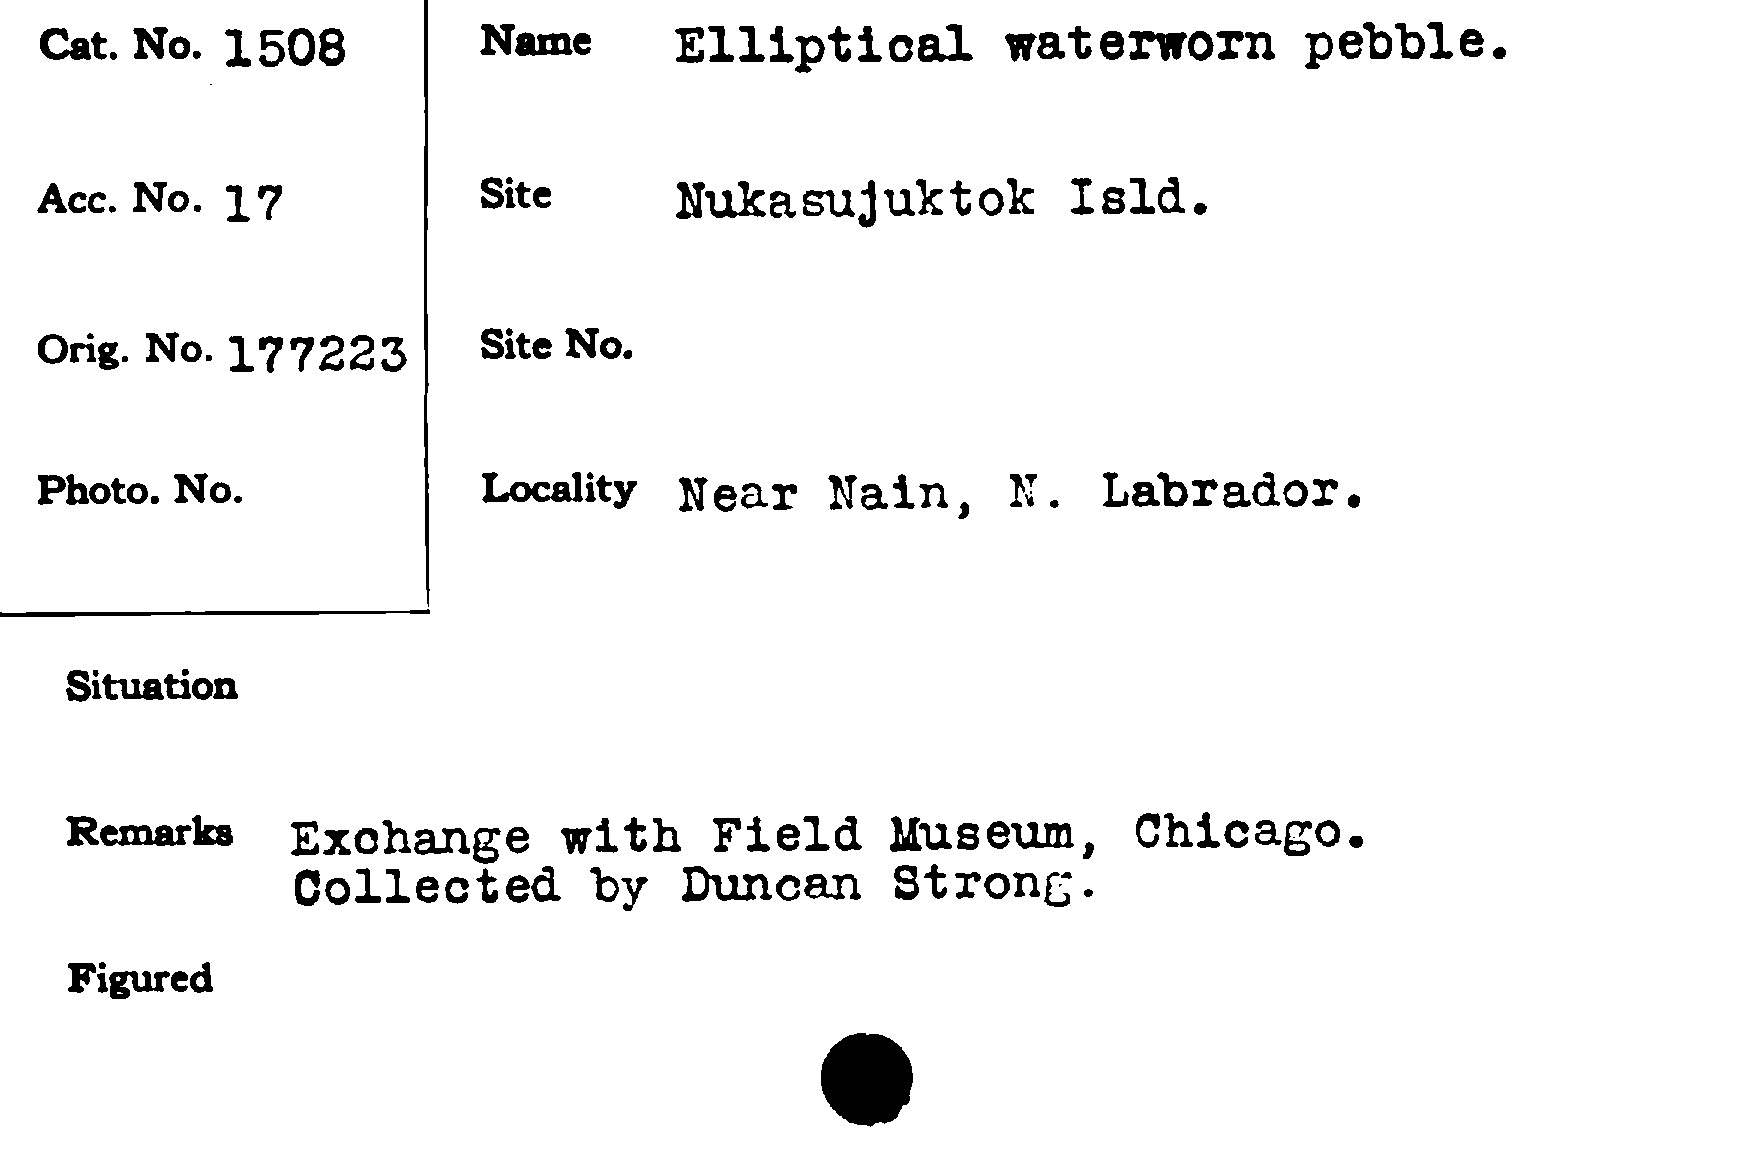 Cat. No. 1508
Name Elliptical waterworn pebble.
Acc. No. 17
Site Nukasujuktok Isld.
Orig. No. 177223
Site No.
Photo. No.
Locality Near Nain, N. Labrador.
Situation
Remarks Exchange with Field Museum, Chicago.
Collected by Duncan Strong.
Figured